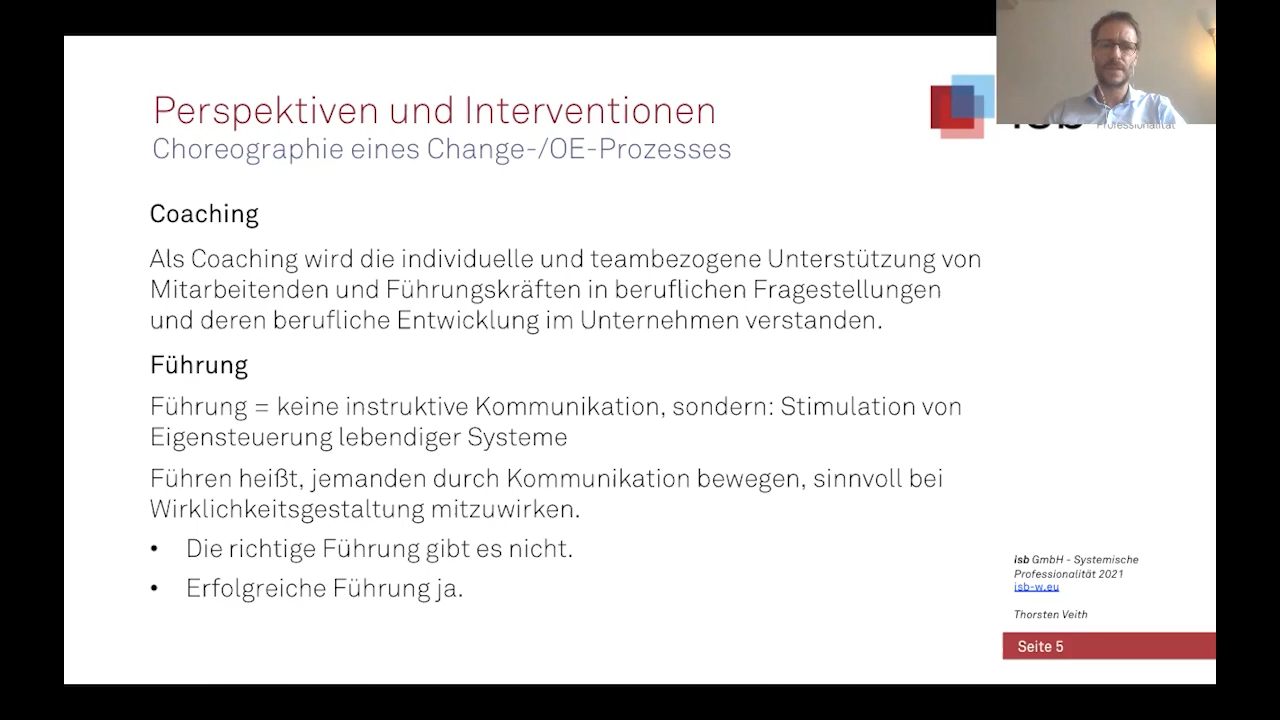 Perspektiven und Interventionen
Choreographie eines Change-/OE-Prozesses
Professionalität
Coaching
Als Coaching wird die individuelle und teambezogene Unterstützung von
Mitarbeitenden und Führungskräften in beruflichen Fragestellungen
und deren berufliche Entwicklung im Unternehmen verstanden.
Führung
Führung = keine instruktive Kommunikation, sondern: Stimulation von
Eigensteuerung lebendiger Systeme
Führen heißt, jemanden durch Kommunikation bewegen, sinnvoll bei
Wirklichkeitsgestaltung mitzuwirken.
• Die richtige Führung gibt es nicht.
• Erfolgreiche Führung ja.
isb GmbH - Systemische
Professionalität 2021
isb-w.eu
Thorsten Veith
Seite 5